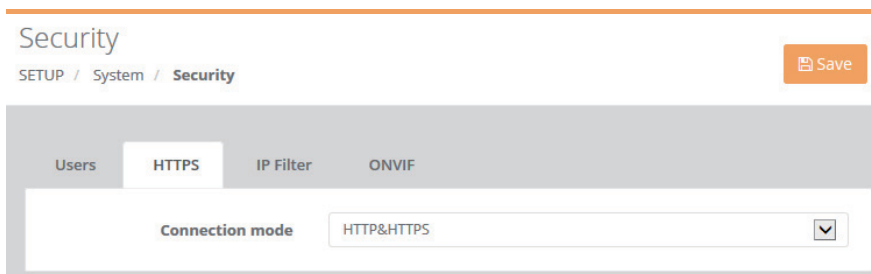 Security
SETUP / System / Security
Save
Users HTTPS IP Filter ONVIF
Connection mode HTTP&HTTPS